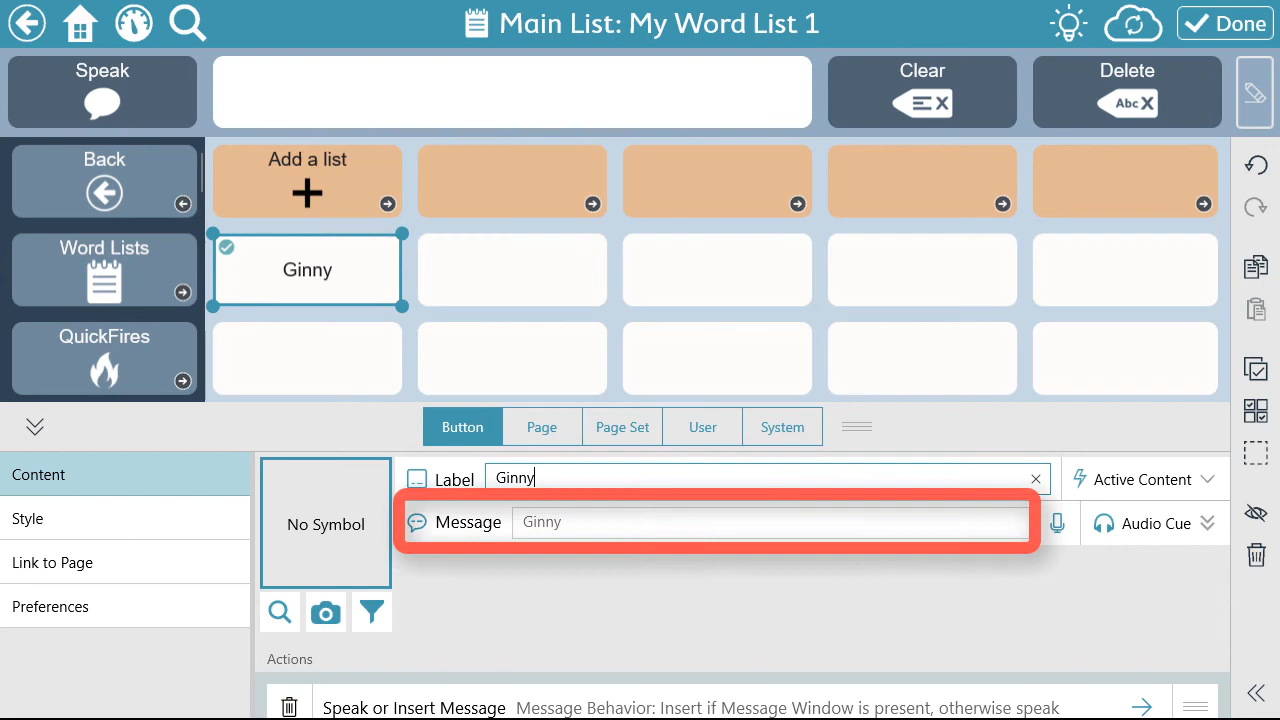 Main List: My Word List 1
Done
Speak
Clear
Delete
Abc X
Back
Add a list
Word Lists
Ginny
QuickFires
Button
Page
Page Set
User
System
Content
Style
Link to Page
Preferences
No Symbol
Label
Ginny
Active Content
Message
Ginny
Audio Cue
Actions
Speak or Insert Message
Message Behavior: Insert if Message Window is present, otherwise speak